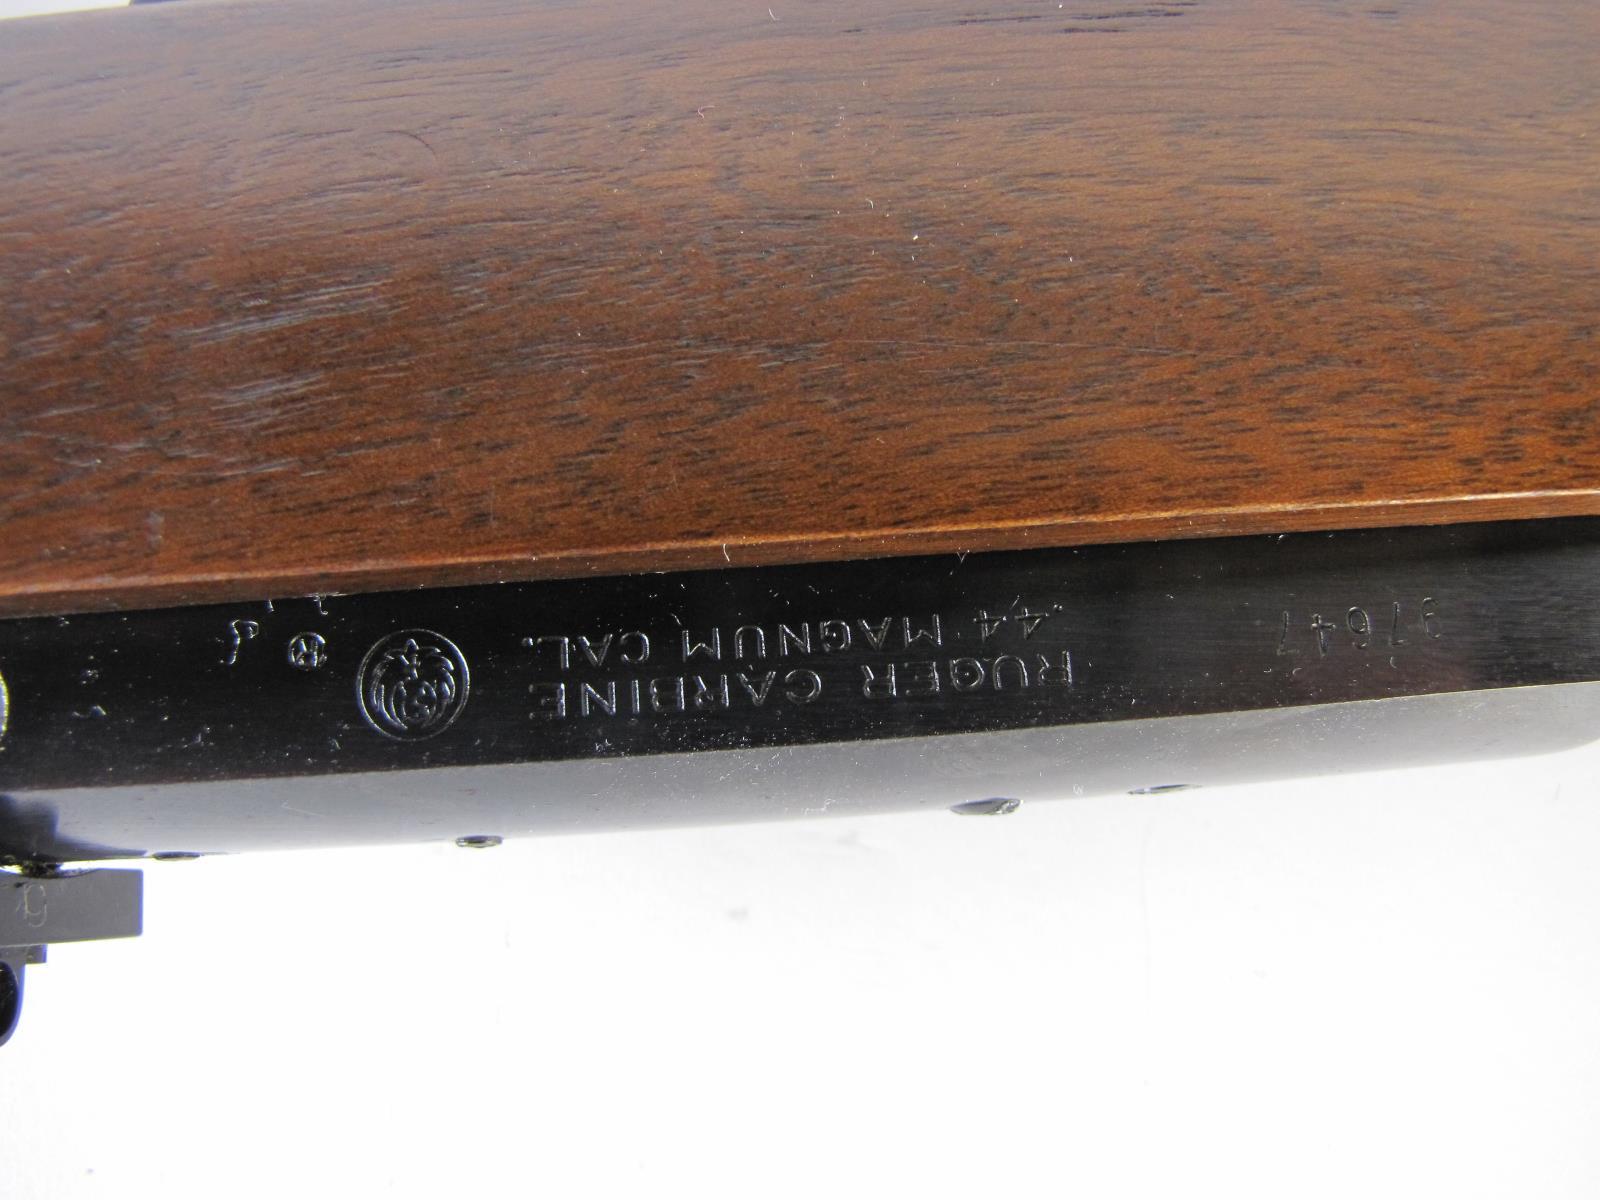 97647
RUGER CARBINE
.44 MAGNUM CAL.
®